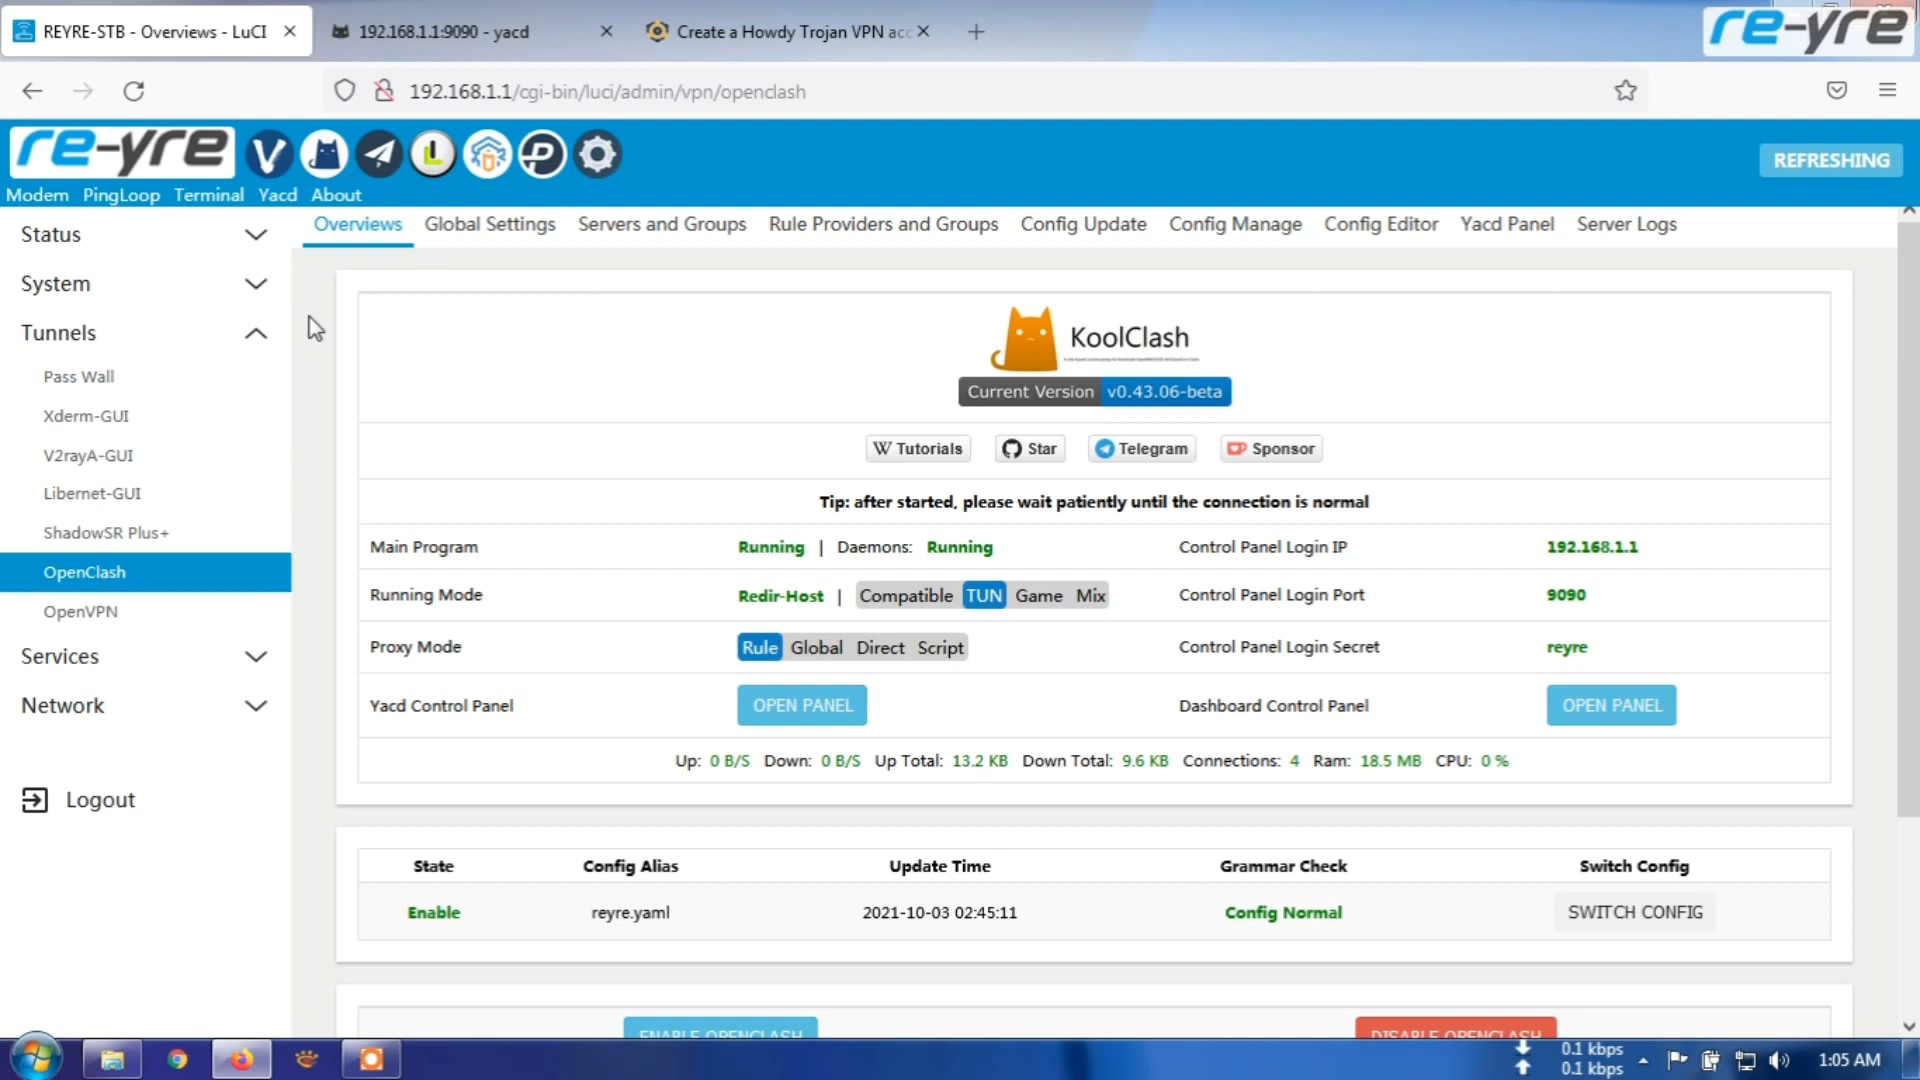 REYRE-STB - Overviews - LuCI
192.168.1.1:9090 - yacd
Create a Howdy Trojan VPN acc
re-yre
192.168.1.1/cgi-bin/luci/admin/vpn/openclash
re-yre
REFRESHING
Modem PingLoop Terminal Yacd About
Overviews Global Settings Servers and Groups Rule Providers and Groups Config Update Config Manage Config Editor Yacd Panel Server Logs
Status
System
Tunnels
Pass Wall
Xderm-GUI
V2rayA-GUI
Libernet-GUI
ShadowSR Plus+
OpenClash
OpenVPN
Services
Network
Logout
KoolClash
Current Version v0.43.06-beta
Tutorials Star Telegram Sponsor
Tip: after started, please wait patiently until the connection is normal
Main Program Running | Daemons: Running Control Panel Login IP 192.168.1.1
Running Mode Redir-Host | Compatible TUN Game Mix Control Panel Login Port 9090
Proxy Mode Rule Global Direct Script Control Panel Login Secret reyre
Yacd Control Panel OPEN PANEL Dashboard Control Panel OPEN PANEL
Up: 0 B/S Down: 0 B/S Up Total: 13.2 KB Down Total: 9.6 KB Connections: 4 Ram: 18.5 MB CPU: 0 %
State Config Alias Update Time Grammar Check Switch Config
Enable reyre.yaml 2021-10-03 02:45:11 Config Normal SWITCH CONFIG
ENABLE OPENCLASH DISABLE OPENCLASH
0.1 kbps
0.1 kbps
1:05 AM